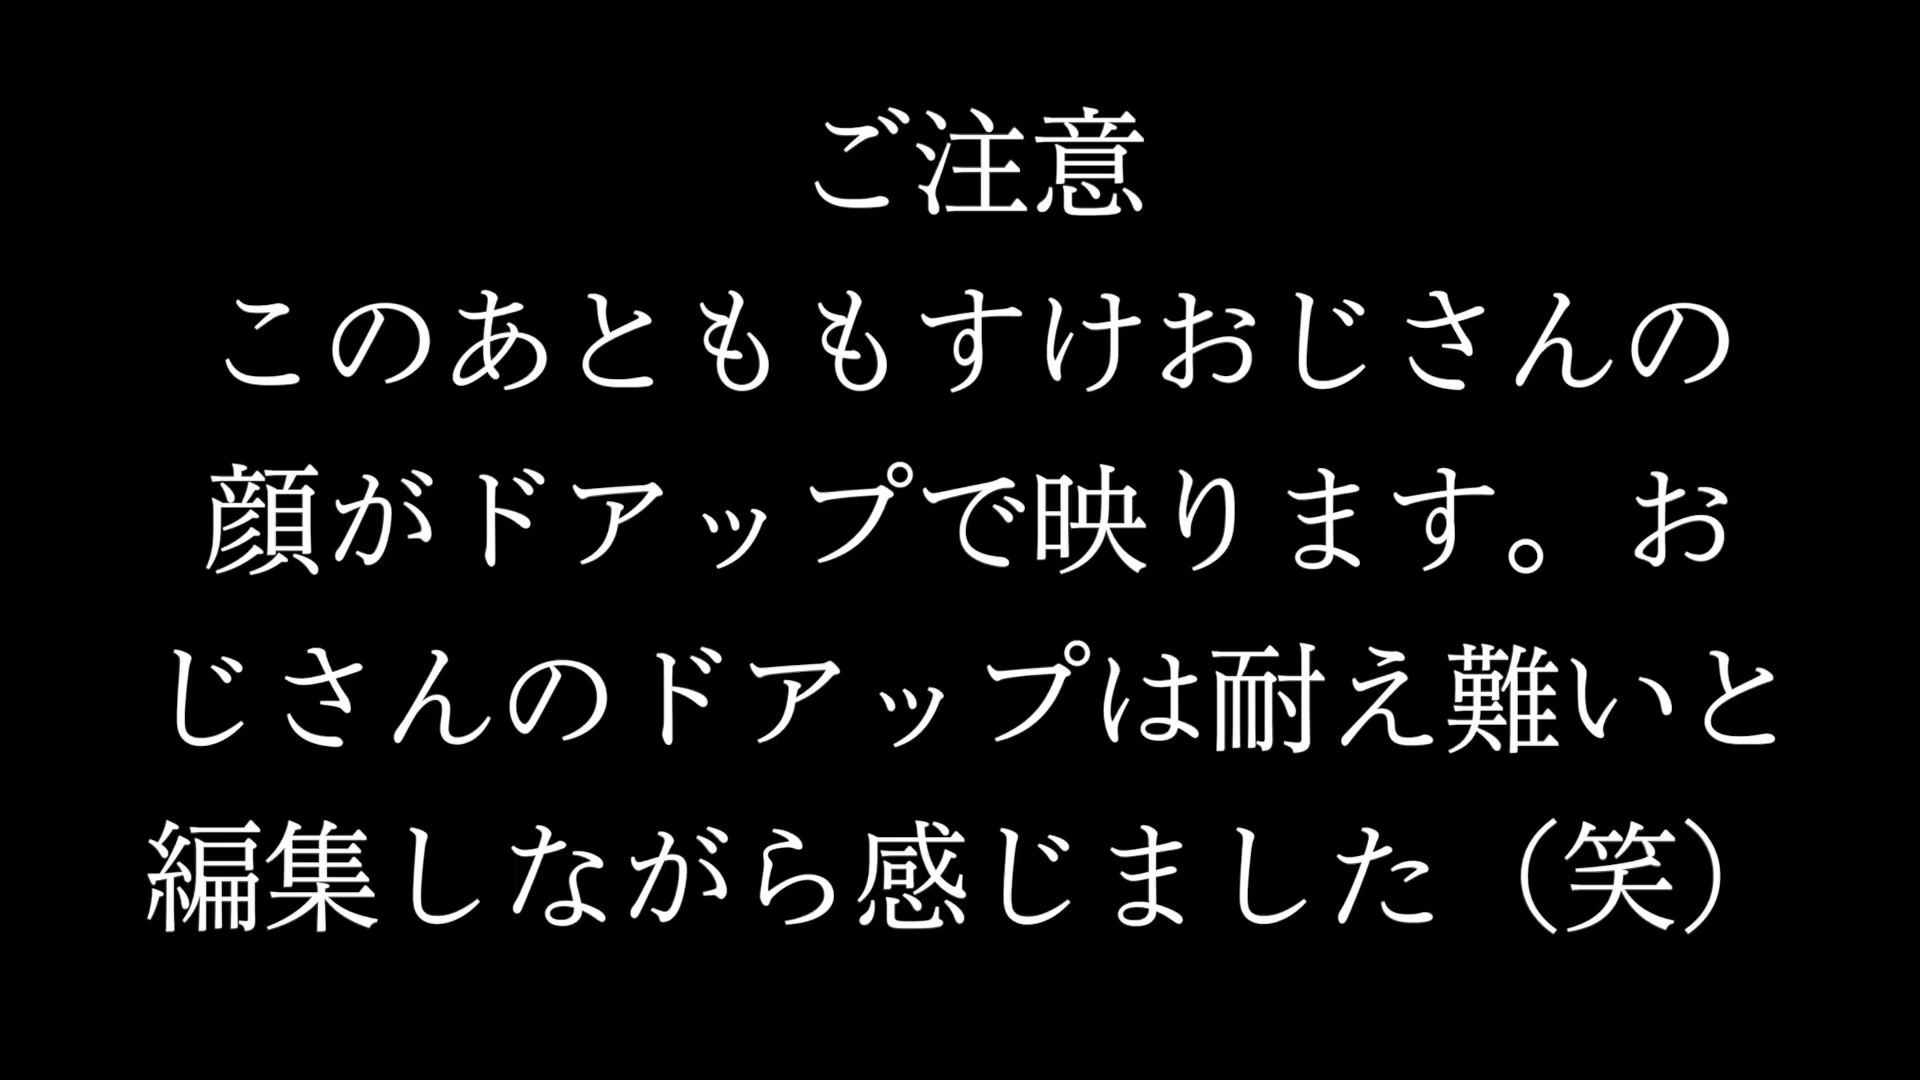 ご注意
このあとももすけおじさんの
顔がドアップで映ります。お
じさんのドアップは耐え難いと
編集しながら感じました（笑）